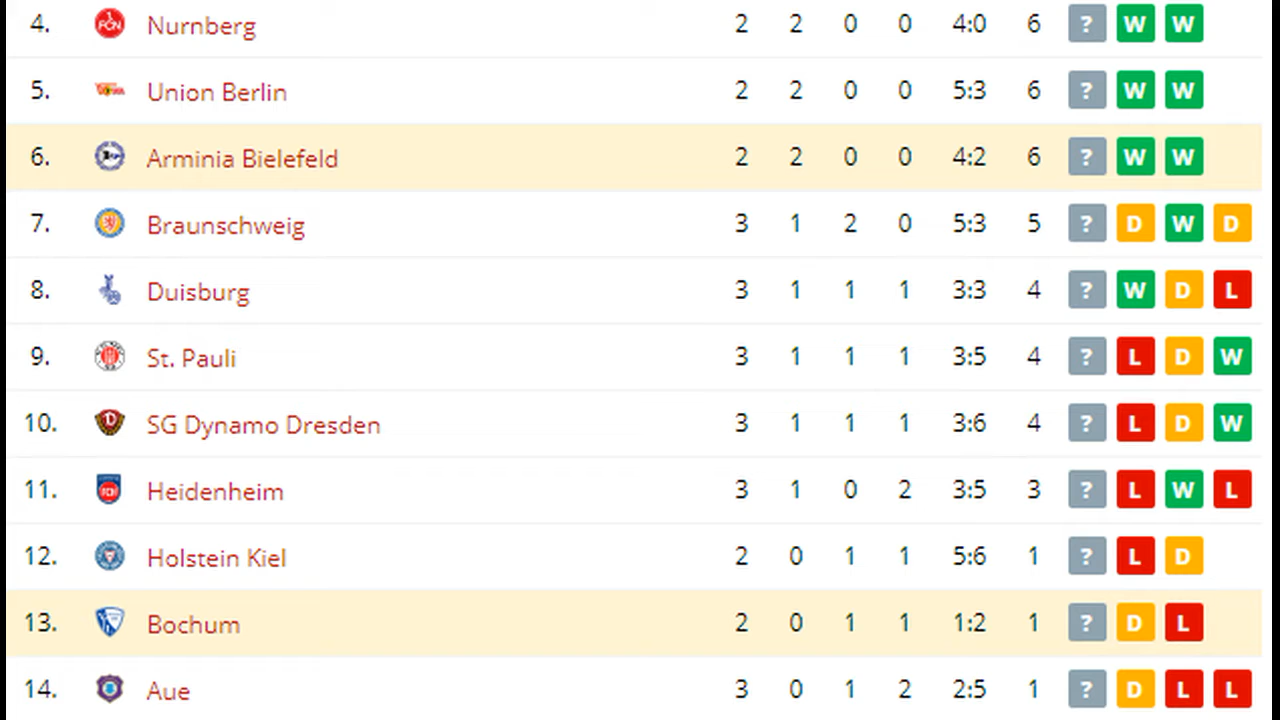 4. Nurnberg 2 2 0 0 4:0 6 ? W W
5. Union Berlin 2 2 0 0 5:3 6 ? W W
6. Arminia Bielefeld 2 2 0 0 4:2 6 ? W W
7. Braunschweig 3 1 2 0 5:3 5 ? D W D
8. Duisburg 3 1 1 1 3:3 4 ? W D L
9. St. Pauli 3 1 1 1 3:5 4 ? L D W
10. SG Dynamo Dresden 3 1 1 1 3:6 4 ? L D W
11. Heidenheim 3 1 0 2 3:5 3 ? L W L
12. Holstein Kiel 2 0 1 1 5:6 1 ? L D
13. Bochum 2 0 1 1 1:2 1 ? D L
14. Aue 3 0 1 2 2:5 1 ? D L L